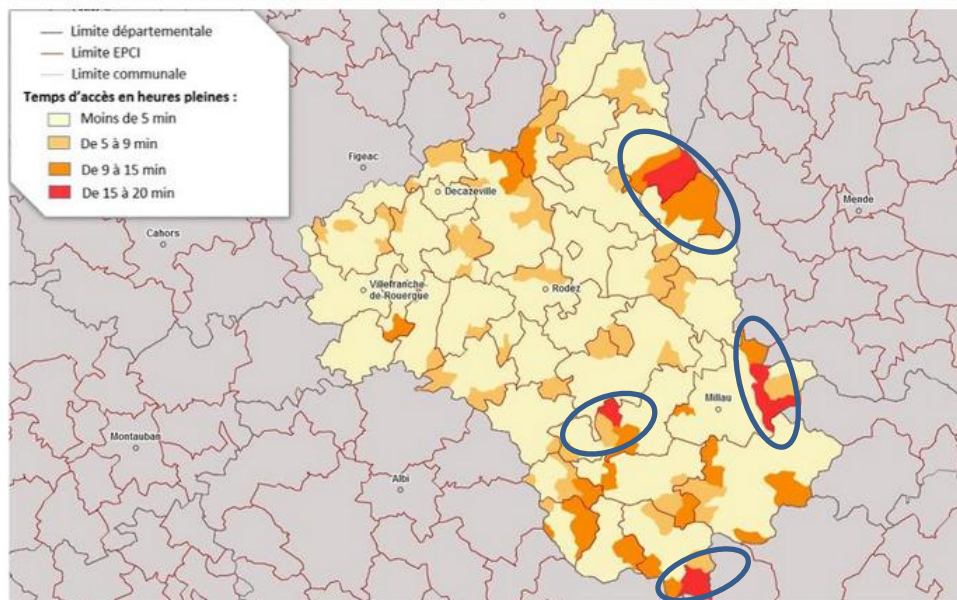 Limite départementale
Limite EPCI
Limite communale
Temps d'accès en heures pleines :
Moins de 5 min
De 5 à 9 min
De 9 à 15 min
De 15 à 20 min
Figeac
Decazeville
Mende
Cahors
Villefranche
de-Rouergue
Rodez
Millau
Montauban
Albi